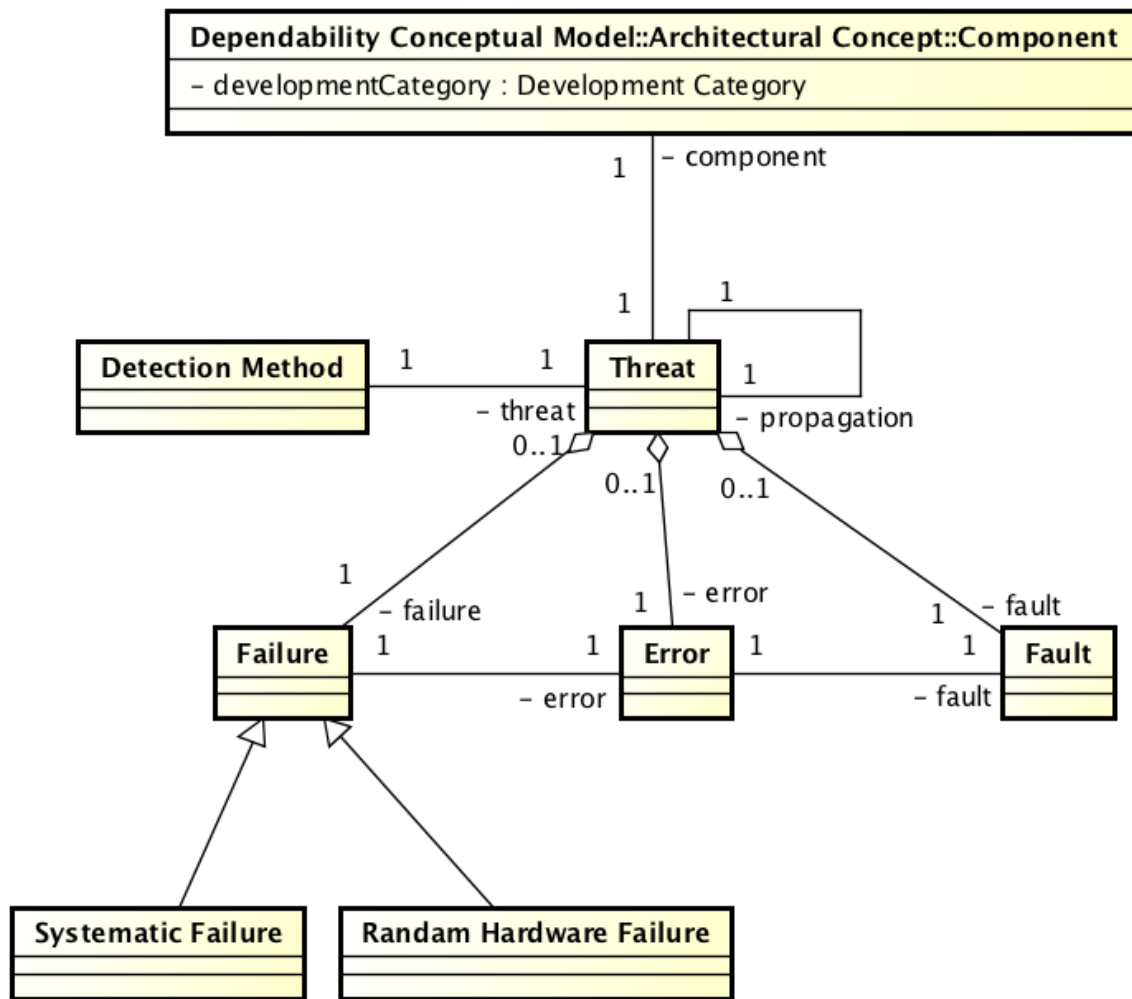 Dependability Conceptual Model::Architectural Concept::Component
– developmentCategory : Development Category
1
– component
1
1
Detection Method
1
1
Threat
1
– threat
– propagation
0..1
0..1
0..1
1
– failure
1
– error
1
– fault
Failure
1
1
Error
1
1
Fault
– error
– fault
Systematic Failure
Randam Hardware Failure